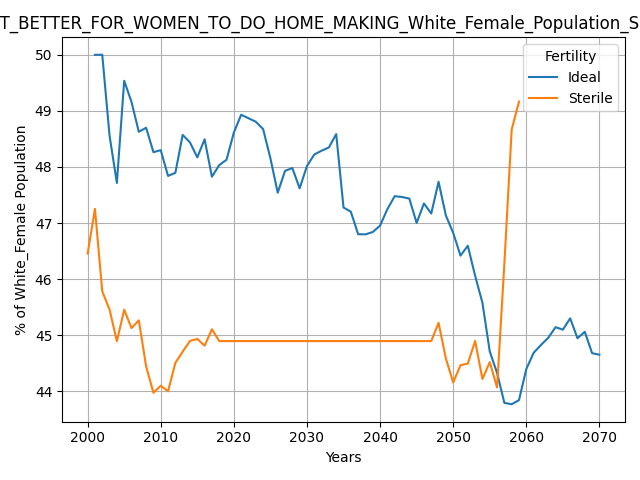 T_BETTER_FOR_WOMEN_TO_DO_HOME_MAKING_White_Female_Population_S
Fertility
Ideal
Sterile
% of White_Female Population
50
49
48
47
46
45
44
2000 2010 2020 2030 2040 2050 2060 2070
Years